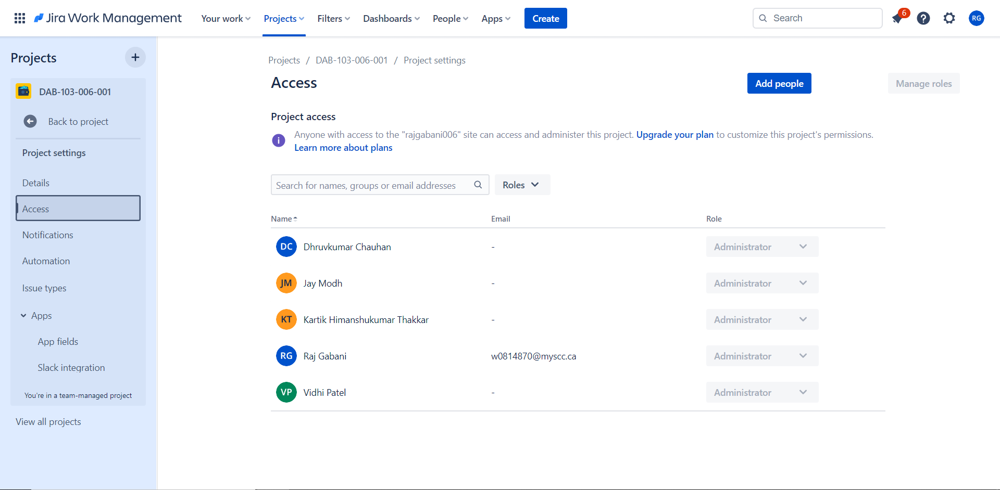 Jira Work Management
Your work
Projects
Filters
Dashboards
People
Apps
Create
Search
6
RG
Projects
DAB-103-006-001
Back to project
Project settings
Details
Access
Notifications
Automation
Issue types
Apps
App fields
Slack integration
You're in a team-managed project
View all projects
Projects / DAB-103-006-001 / Project settings
Access
Add people
Manage roles
Project access
Anyone with access to the "rajgabani006" site can access and administer this project. Upgrade your plan to customize this project's permissions.
Learn more about plans
Search for names, groups or email addresses
Roles
Name Email Role
DC Dhruvkumar Chauhan - Administrator
JM Jay Modh - Administrator
KT Kartik Himanshukumar Thakkar - Administrator
RG Raj Gabani w0814870@myscc.ca Administrator
VP Vidhi Patel - Administrator